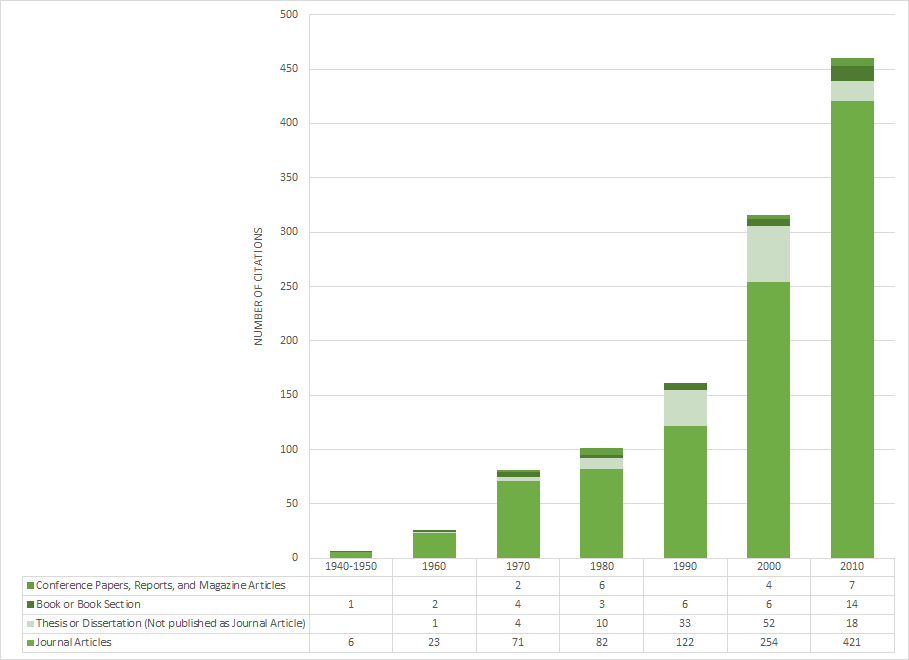 500
450
400
350
300
250
200
150
100
50
0
NUMBER OF CITATIONS
1940-1950 1960 1970 1980 1990 2000 2010
Conference Papers, Reports, and Magazine Articles 2 6 4 7
Book or Book Section 1 2 4 3 6 6 14
Thesis or Dissertation (Not published as Journal Article) 1 4 10 33 52 18
Journal Articles 6 23 71 82 122 254 421